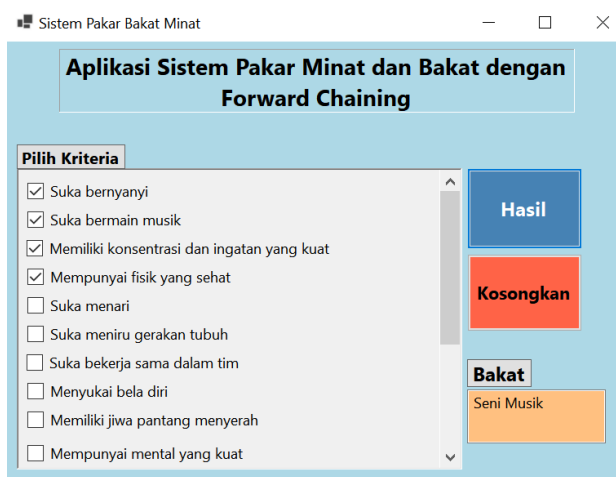 Sistem Pakar Bakat Minat
Aplikasi Sistem Pakar Minat dan Bakat dengan
Forward Chaining
Pilih Kriteria
Suka bernyanyi
Suka bermain musik
Memiliki konsentrasi dan ingatan yang kuat
Mempunyai fisik yang sehat
Suka menari
Suka meniru gerakan tubuh
Suka bekerja sama dalam tim
Menyukai bela diri
Memiliki jiwa pantang menyerah
Mempunyai mental yang kuat
Hasil
Kosongkan
Bakat
Seni Musik